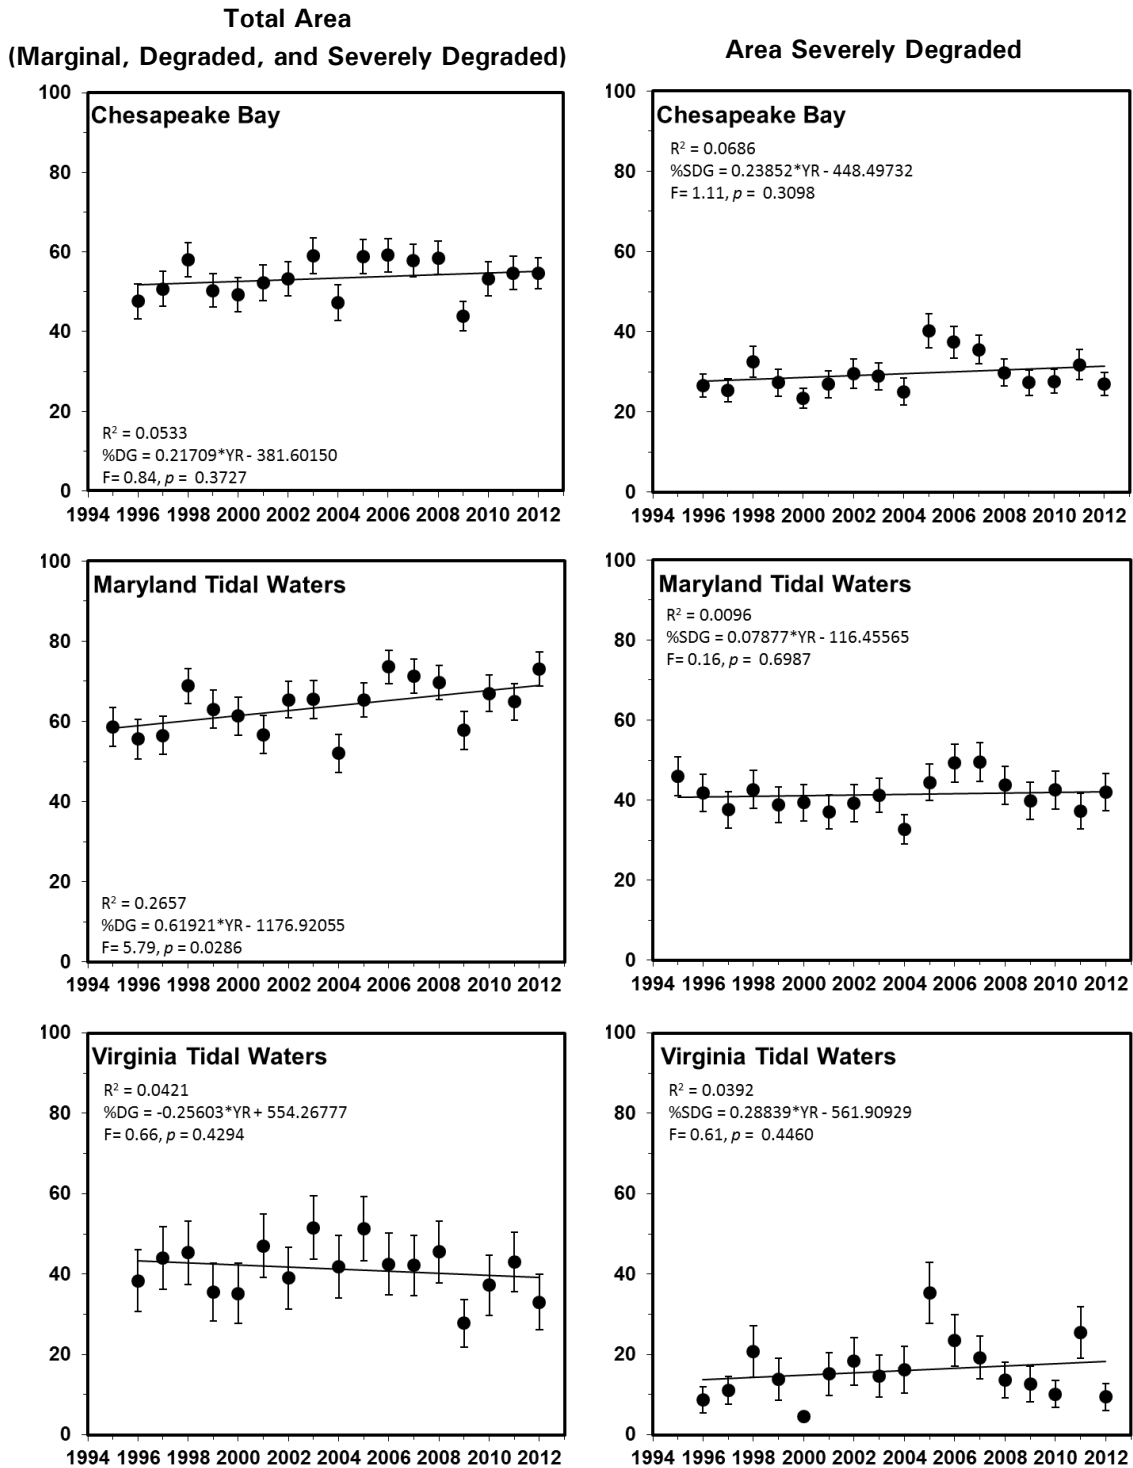 Total Area
(Marginal, Degraded, and Severely Degraded)
Area Severely Degraded
100
80
60
40
20
0
Chesapeake Bay
R² = 0.0533
%DG = 0.21709*YR - 381.60150
F= 0.84, p = 0.3727
1994 1996 1998 2000 2002 2004 2006 2008 2010 2012
100
80
60
40
20
0
Chesapeake Bay
R² = 0.0686
%SDG = 0.23852*YR - 448.49732
F= 1.11, p = 0.3098
1994 1996 1998 2000 2002 2004 2006 2008 2010 2012
100
80
60
40
20
0
Maryland Tidal Waters
R² = 0.2657
%DG = 0.61921*YR - 1176.92055
F= 5.79, p = 0.0286
1994 1996 1998 2000 2002 2004 2006 2008 2010 2012
100
80
60
40
20
0
Maryland Tidal Waters
R² = 0.0096
%SDG = 0.07877*YR - 116.45565
F= 0.16, p = 0.6987
1994 1996 1998 2000 2002 2004 2006 2008 2010 2012
100
80
60
40
20
0
Virginia Tidal Waters
R² = 0.0421
%DG = -0.25603*YR + 554.26777
F= 0.66, p = 0.4294
1994 1996 1998 2000 2002 2004 2006 2008 2010 2012
100
80
60
40
20
0
Virginia Tidal Waters
R² = 0.0392
%SDG = 0.28839*YR - 561.90929
F= 0.61, p = 0.4460
1994 1996 1998 2000 2002 2004 2006 2008 2010 2012